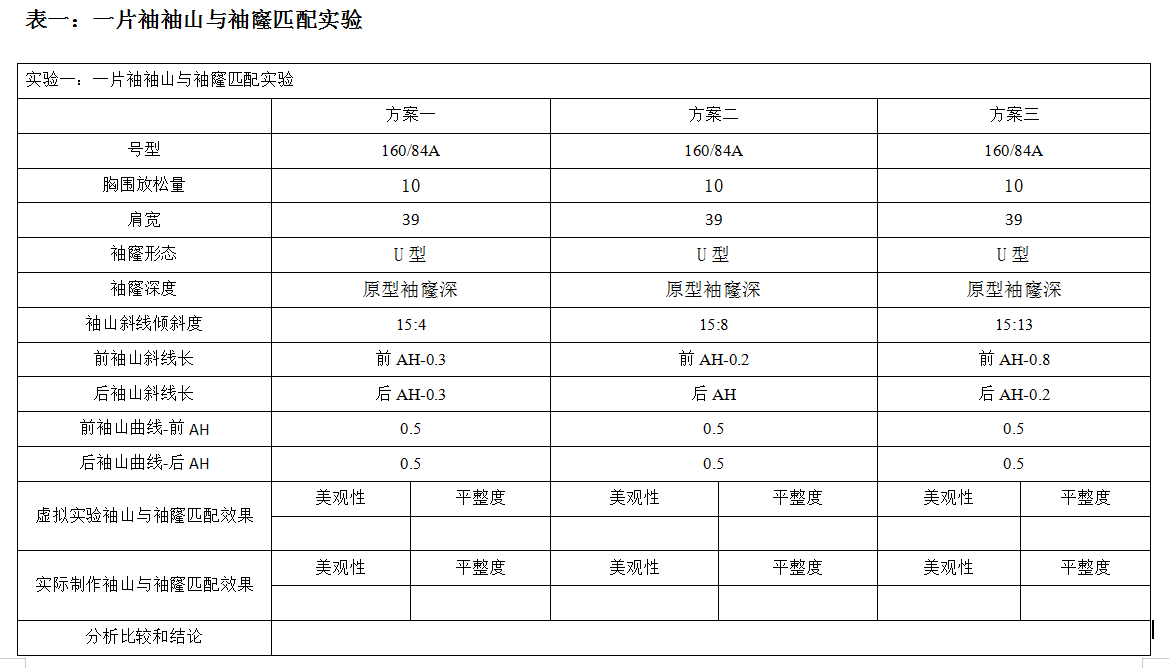 表一：一片袖袖山与袖窿匹配实验
实验一：一片袖袖山与袖窿匹配实验
方案一 方案二 方案三
号型 160/84A 160/84A 160/84A
胸围放松量 10 10 10
肩宽 39 39 39
袖窿形态 U 型 U 型 U 型
袖窿深度 原型袖窿深 原型袖窿深 原型袖窿深
袖山斜线倾斜度 15:4 15:8 15:13
前袖山斜线长 前 AH-0.3 前 AH-0.2 前 AH-0.8
后袖山斜线长 后 AH-0.3 后 AH 后 AH-0.2
前袖山曲线-前 AH 0.5 0.5 0.5
后袖山曲线-后 AH 0.5 0.5 0.5
虚拟实验袖山与袖窿匹配效果 美观性 平整度 美观性 平整度 美观性 平整度
实际制作袖山与袖窿匹配效果 美观性 平整度 美观性 平整度 美观性 平整度
分析比较和结论